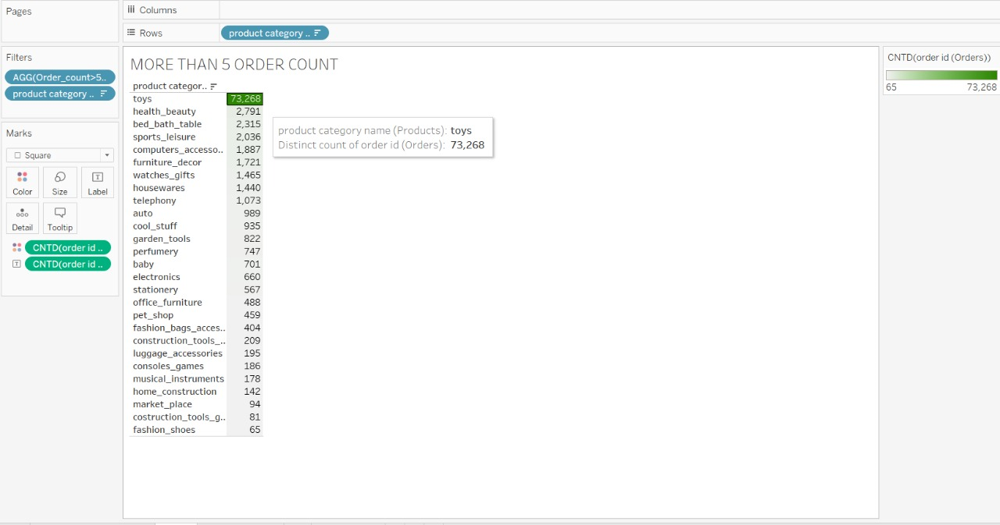 Pages
Columns
Rows
product category ..
Filters
AGG(Order_count>5..
product category ..
Marks
Square
Color
Size
Label
Detail
Tooltip
CNTD(order id ..
CNTD(order id ..
MORE THAN 5 ORDER COUNT
product categor..
toys 73,268
health_beauty 2,791
bed_bath_table 2,315
sports_leisure 2,036
computers_accesso.. 1,887
furniture_decor 1,721
watches_gifts 1,465
housewares 1,440
telephony 1,073
auto 989
cool_stuff 935
garden_tools 822
perfumery 747
baby 701
electronics 660
stationery 567
office_furniture 488
pet_shop 459
fashion_bags_acces.. 404
construction_tools_.. 209
luggage_accessories 195
consoles_games 186
musical_instruments 178
home_construction 142
market_place 94
costruction_tools_g.. 81
fashion_shoes 65
product category name (Products): toys
Distinct count of order id (Orders): 73,268
CNTD(order id (Orders))
65 73,268